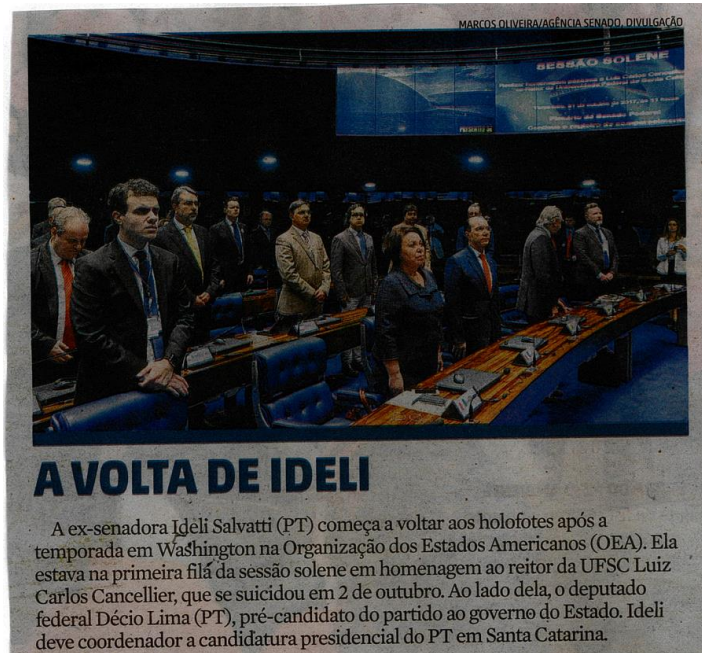 MARCOS OLIVEIRA/AGÊNCIA SENADO, DIVULGAÇÃO
SESSÃO SOLENE
A VOLTA DE IDELI
A ex-senadora Ideli Salvatti (PT) começa a voltar aos holofotes após a
temporada em Washington na Organização dos Estados Americanos (OEA). Ela
estava na primeira fila da sessão solene em homenagem ao reitor da UFSC Luiz
Carlos Cancellier, que se suicidou em 2 de outubro. Ao lado dela, o deputado
federal Décio Lima (PT), pré-candidato do partido ao governo do Estado. Ideli
deve coordenador a candidatura presidencial do PT em Santa Catarina.